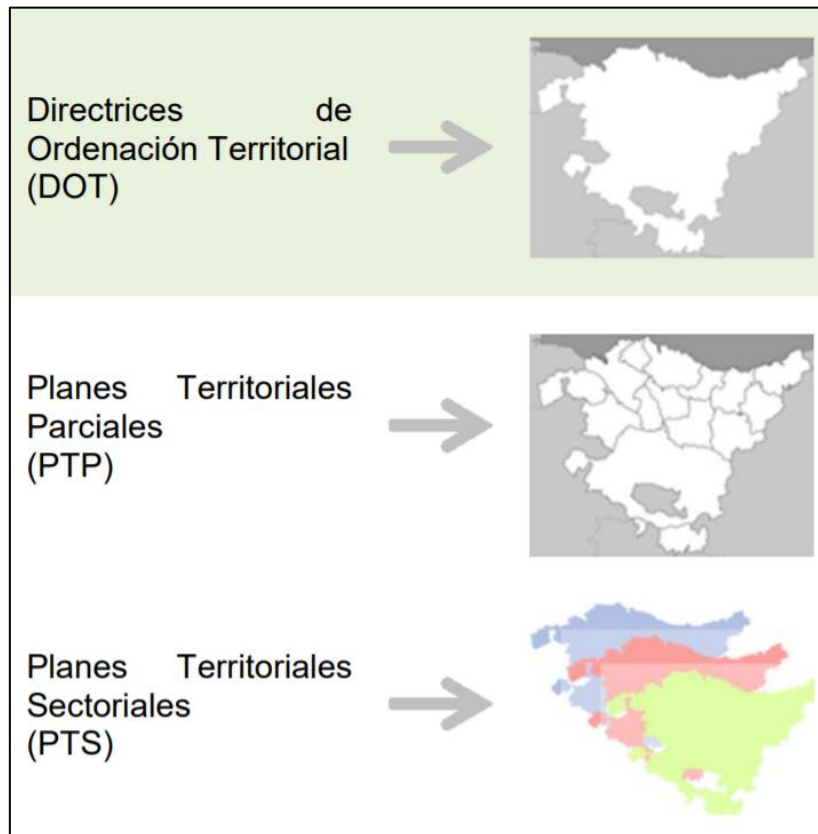 Directrices de
Ordenación Territorial
(DOT)
Planes Territoriales
Parciales
(PTP)
Planes Territoriales
Sectoriales
(PTS)